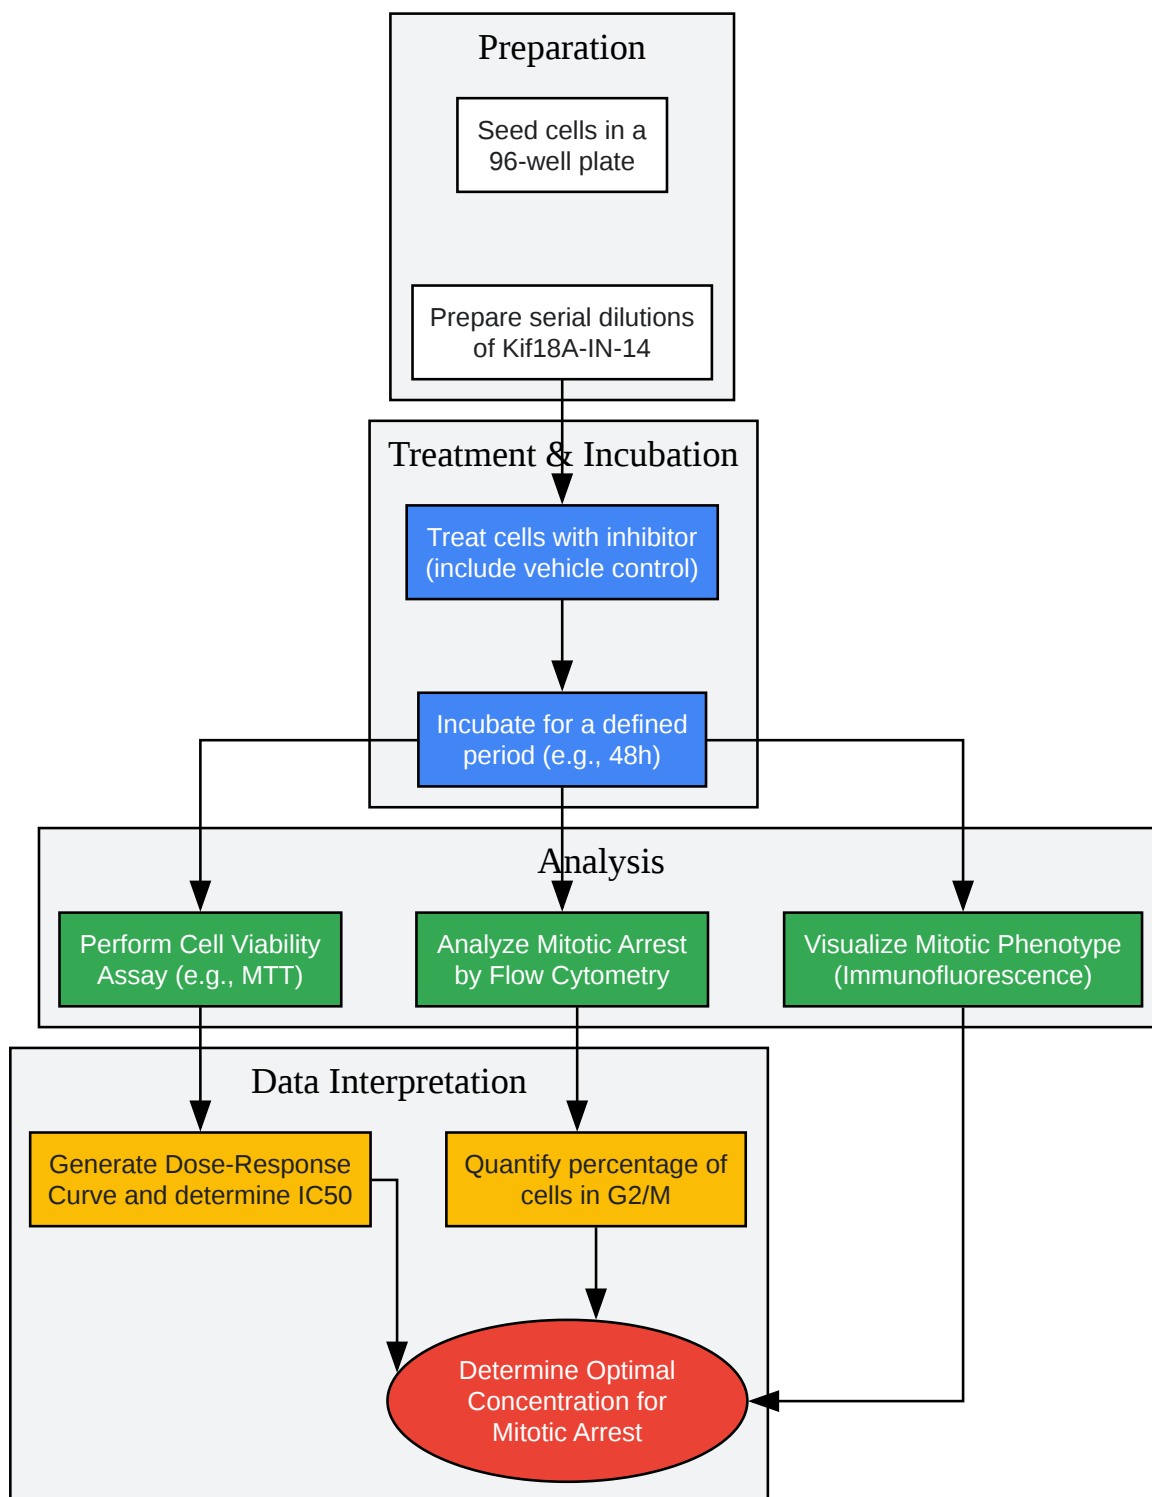 Preparation
Seed cells in a
96-well plate
Prepare serial dilutions
of Kif18A-IN-14
Treatment & Incubation
Treat cells with inhibitor
(include vehicle control)
Incubate for a defined
period (e.g., 48h)
Analysis
Perform Cell Viability
Assay (e.g., MTT)
Analyze Mitotic Arrest
by Flow Cytometry
Visualize Mitotic Phenotype
(Immunofluorescence)
Data Interpretation
Generate Dose-Response
Curve and determine IC50
Quantify percentage of
cells in G2/M
Determine Optimal
Concentration for
Mitotic Arrest